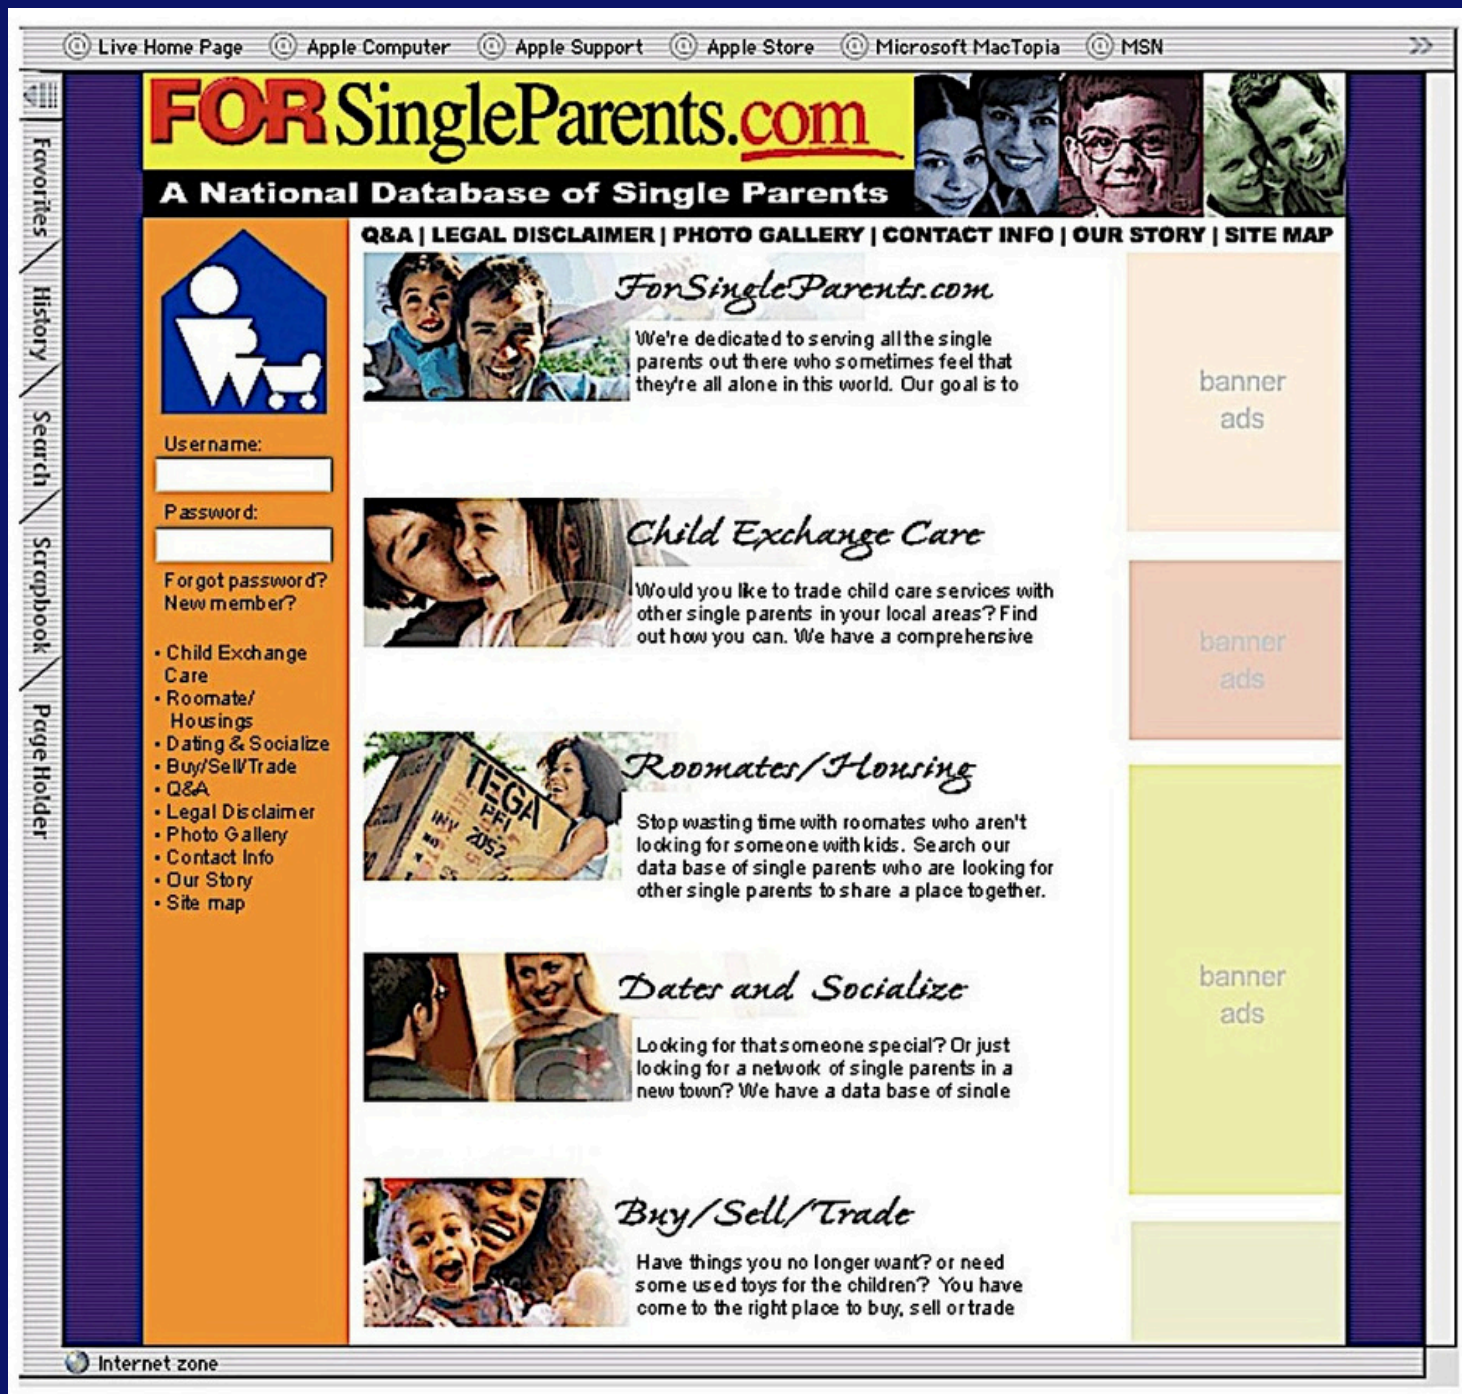 Live Home Page Apple Computer Apple Support Apple Store Microsoft MacTopia MSN
Favorites
History
Search
Scrapbook
Page Holder
FOR SingleParents.com
A National Database of Single Parents
Q&A | LEGAL DISCLAIMER | PHOTO GALLERY | CONTACT INFO | OUR STORY | SITE MAP
Username:
Password:
Forgot password?
New member?
• Child Exchange
Care
• Roomate/
Housings
• Dating & Socialize
• Buy/Sell/Trade
• Q&A
• Legal Disclaimer
• Photo Gallery
• Contact Info
• Our Story
• Site map
ForSingleParents.com
We're dedicated to serving all the single
parents out there who sometimes feel that
they're all alone in this world. Our goal is to
Child Exchange Care
Would you like to trade child care services with
other single parents in your local areas? Find
out how you can. We have a comprehensive
TEGA
PFI
INV 2052
Roomates/Housing
Stop wasting time with roomates who aren't
looking for someone with kids. Search our
data base of single parents who are looking for
other single parents to share a place together.
Dates and Socialize
Looking for that someone special? Or just
looking for a network of single parents in a
new town? We have a data base of single
Buy/Sell/Trade
Have things you no longer want? or need
some used toys for the children? You have
come to the right place to buy, sell or trade
banner
ads
banner
ads
banner
ads
Internet zone